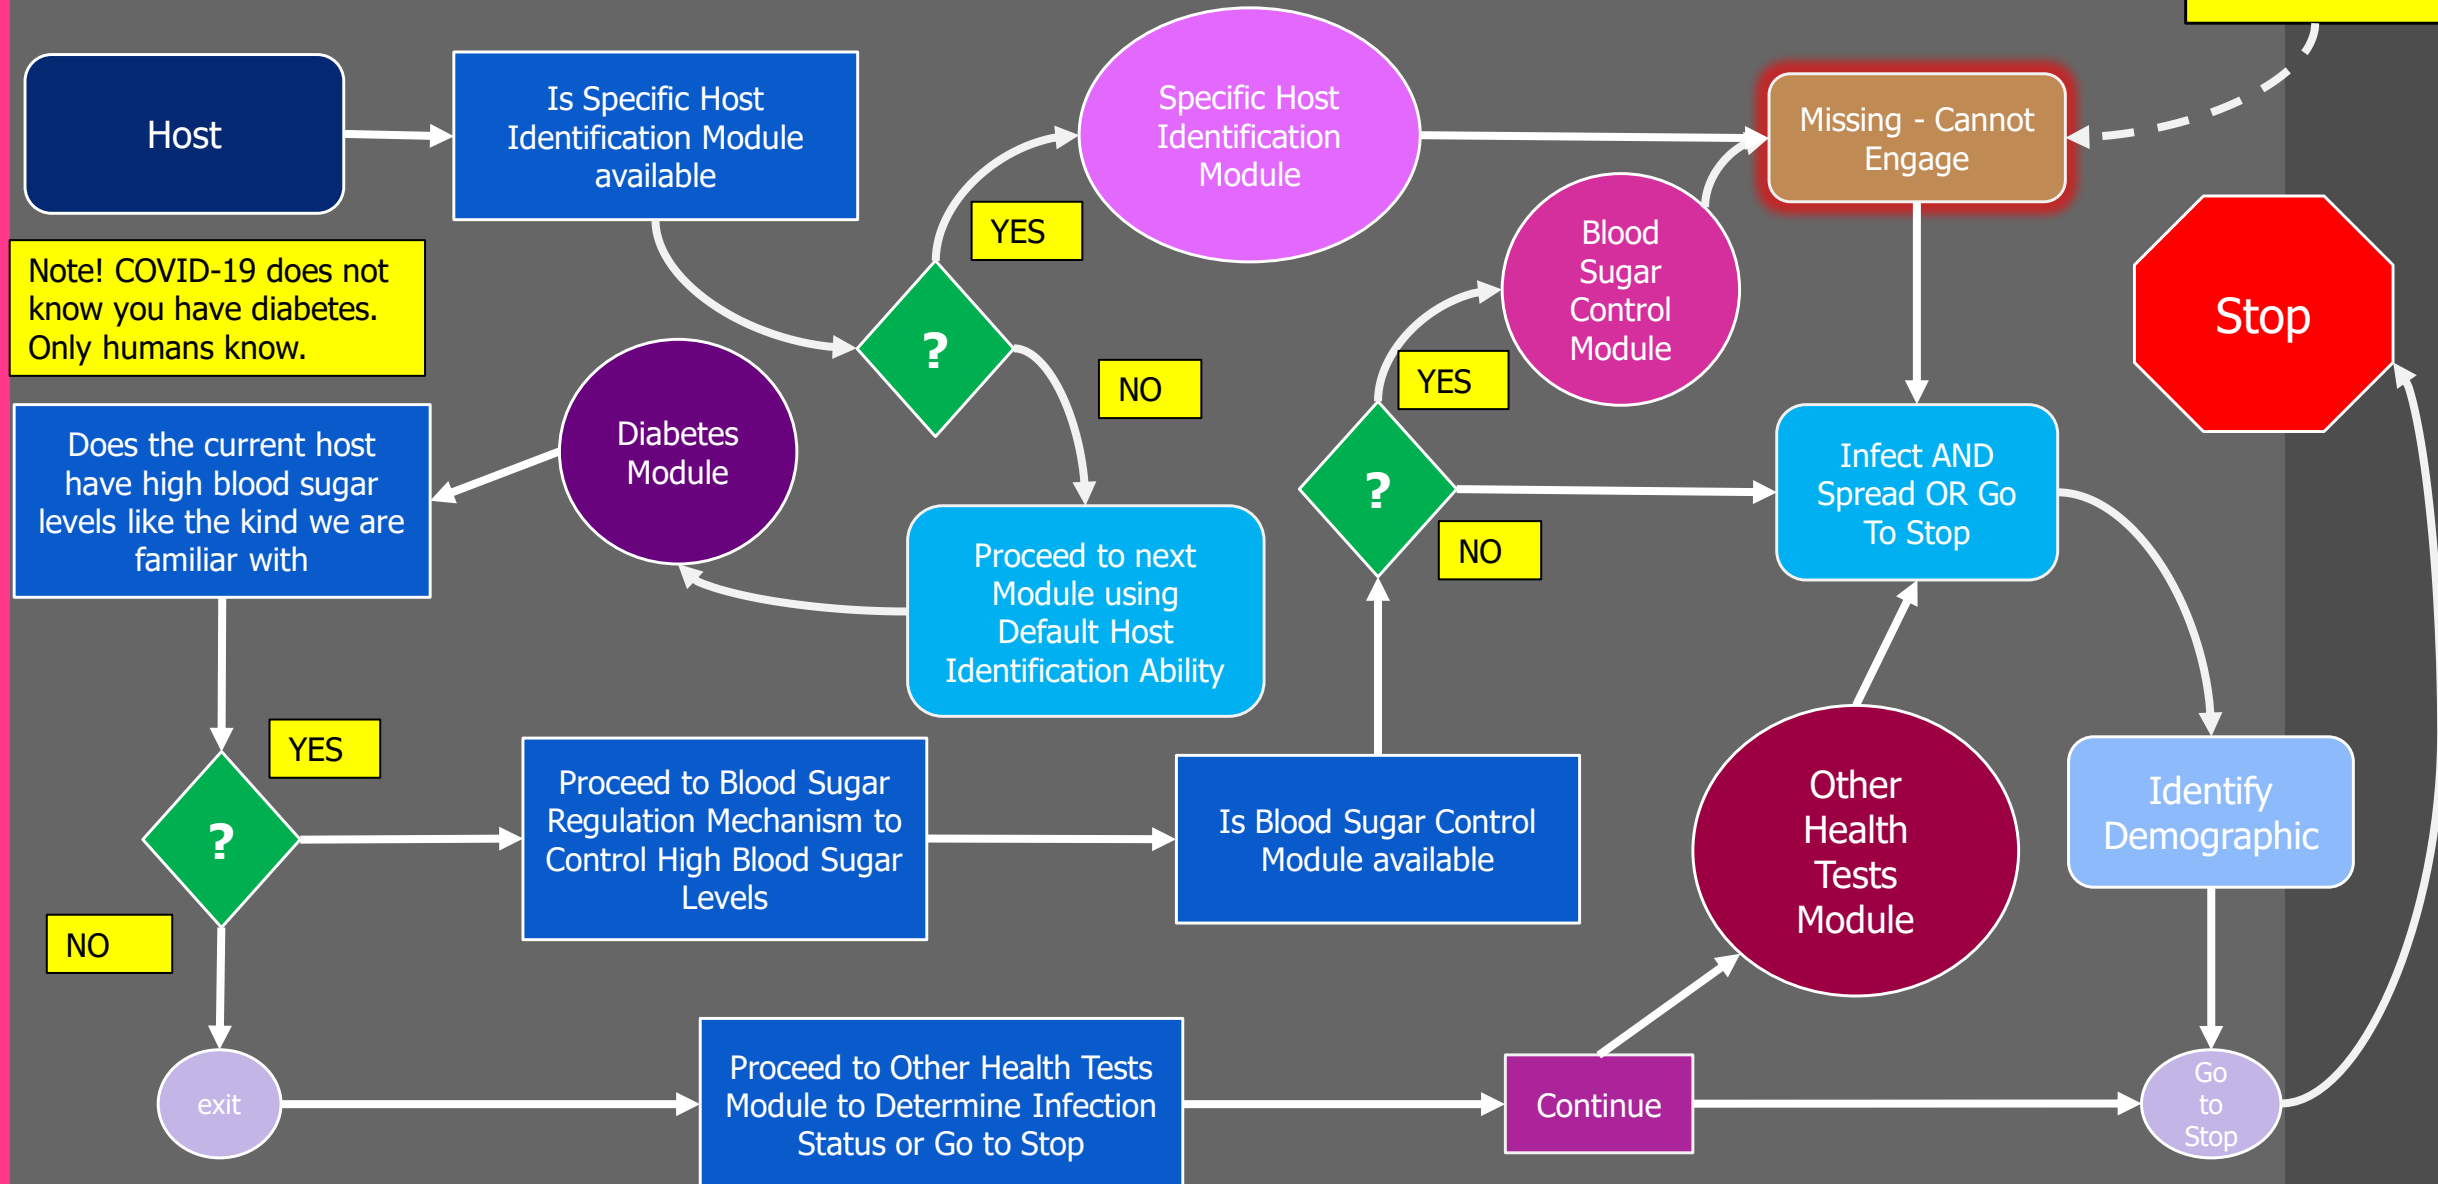 Host
Is Specific Host
Identification Module
available
Specific Host
Identification
Module
Missing - Cannot
Engage
YES
Blood
Sugar
Control
Module
Note! COVID-19 does not
know you have diabetes.
Only humans know.
Stop
?
NO
YES
Diabetes
Module
Does the current host
have high blood sugar
levels like the kind we are
familiar with
?
Infect AND
Spread OR Go
To Stop
NO
Proceed to next
Module using
Default Host
Identification Ability
YES
?
Proceed to Blood Sugar
Regulation Mechanism to
Control High Blood Sugar
Levels
Is Blood Sugar Control
Module available
Other
Health
Tests
Module
Identify
Demographic
NO
exit
Proceed to Other Health Tests
Module to Determine Infection
Status or Go to Stop
Continue
Go
to
Stop